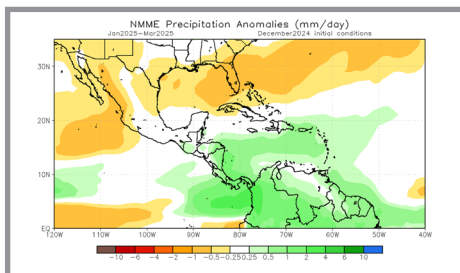 NMME Precipitation Anomalies (mm/day)
Jan2025-Mar2025 December2024 initial conditions
30N
20N
10N
EQ
120W 110W 100W 90W 80W 70W 60W 50W 40W
-10 -6 -4 -2 -1 -0.5 -0.25 0.25 0.5 1 2 4 6 10